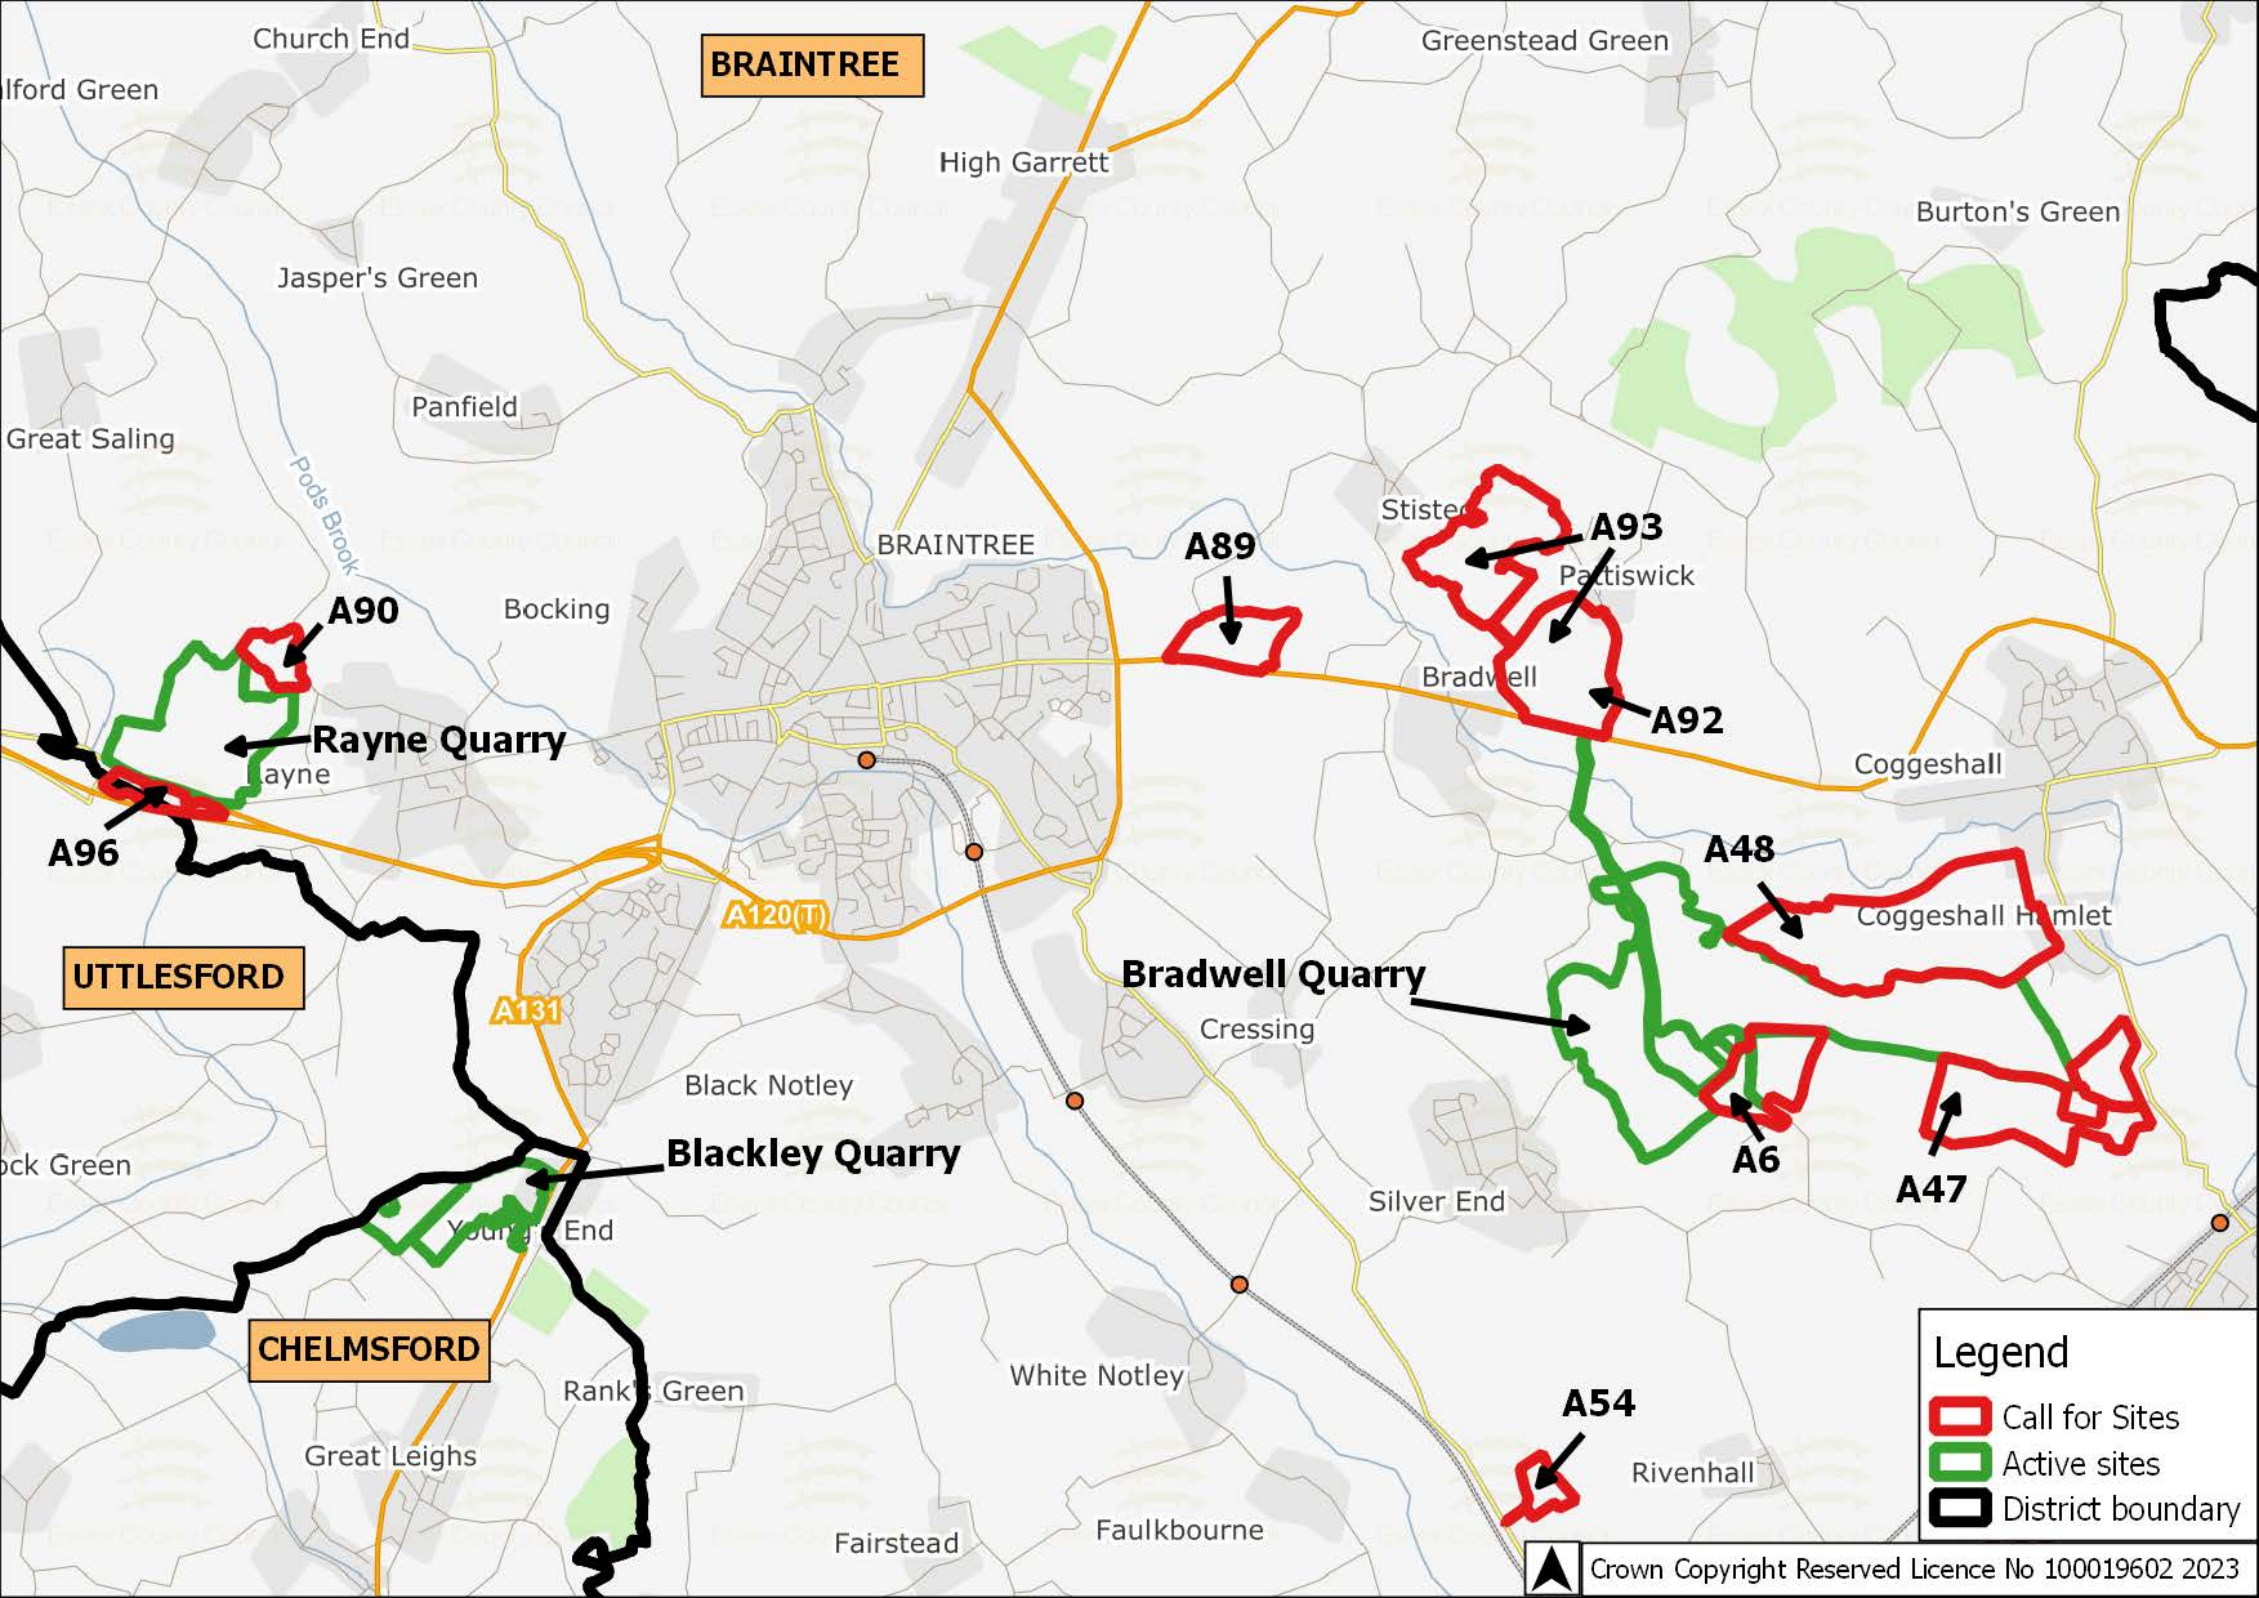 Church End
BRAINTREE
Greenstead Green
lford Green
High Garrett
Burton's Green
Jasper's Green
Panfield
Great Saling
Pods Brook
Stisted
A93
BRAINTREE
A89
Pattiswick
A90
Bocking
Bradwell
A92
Rayne Quarry
Rayne
Coggeshall
A96
A48
A120(T)
Coggeshall Hamlet
UTTLESFORD
Bradwell Quarry
A131
Cressing
Black Notley
Blackley Quarry
ock Green
A6
A47
Silver End
Young's End
CHELMSFORD
White Notley
Rank's Green
A54
Great Leighs
Rivenhall
Fairstead
Faulkbourne
Legend
Call for Sites
Active sites
District boundary
Crown Copyright Reserved Licence No 100019602 2023
Essex County Council